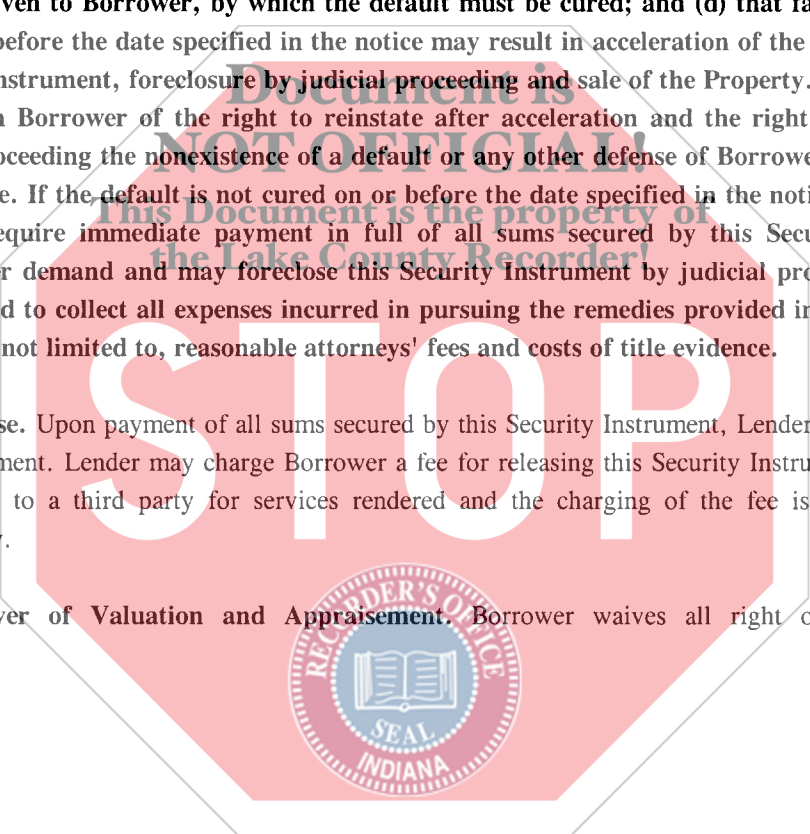 ven to Borrower, by which the default must be cured; and (d) that fa
before the date specified in the notice may result in acceleration of the
nstrument, foreclosure by judicial proceeding and sale of the Property.
Borrower of the right to reinstate after acceleration and the right
oceeding the nonexistence of a default or any other defense of Borrowe
e. If the default is not cured on or before the date specified in the noti
equire immediate payment in full of all sums secured by this Secu
r demand and may foreclose this Security Instrument by judicial pro
d to collect all expenses incurred in pursuing the remedies provided in
not limited to, reasonable attorneys' fees and costs of title evidence.
se. Upon payment of all sums secured by this Security Instrument, Lender
ment. Lender may charge Borrower a fee for releasing this Security Instru
to a third party for services rendered and the charging of the fee is
y.
ver of Valuation and Appraisement. Borrower waives all right o
Document is
NOT OFFICIAL!
This Document is the property of
the Lake County Recorder!
STOP
RECORDER'S OFFICE
SEAL
INDIANA